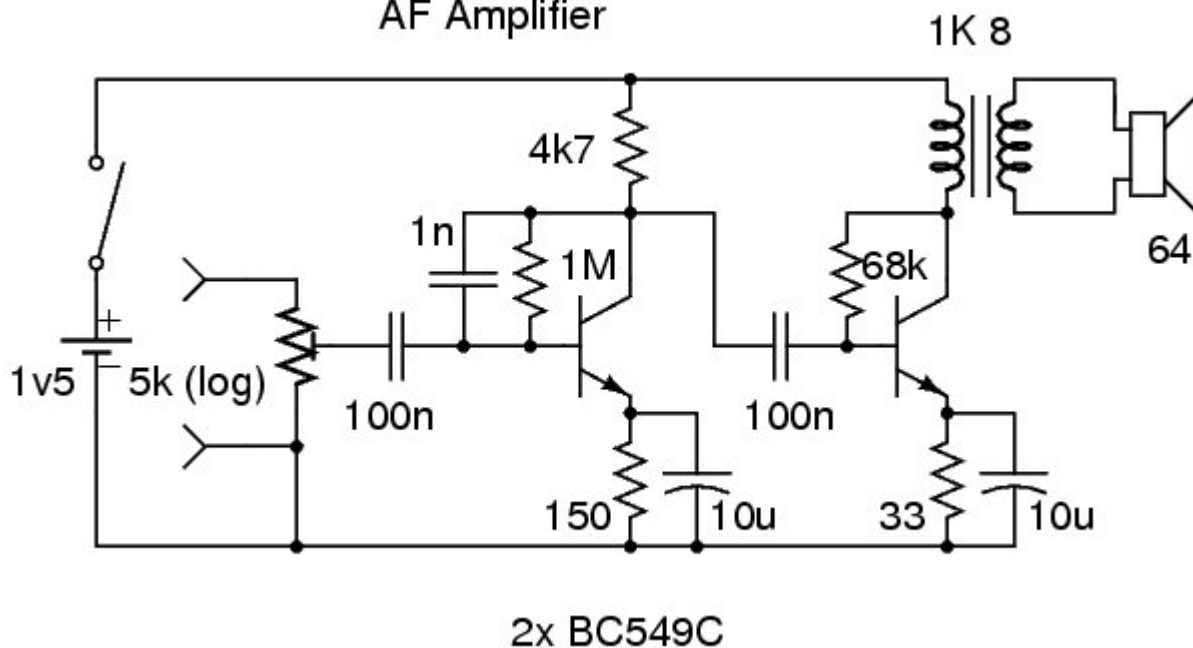 AF Amplifier
1K 8
4k7
1n
1M
68k
64
+
−
1v5
5k (log)
100n
100n
150
10u
33
10u
2x BC549C